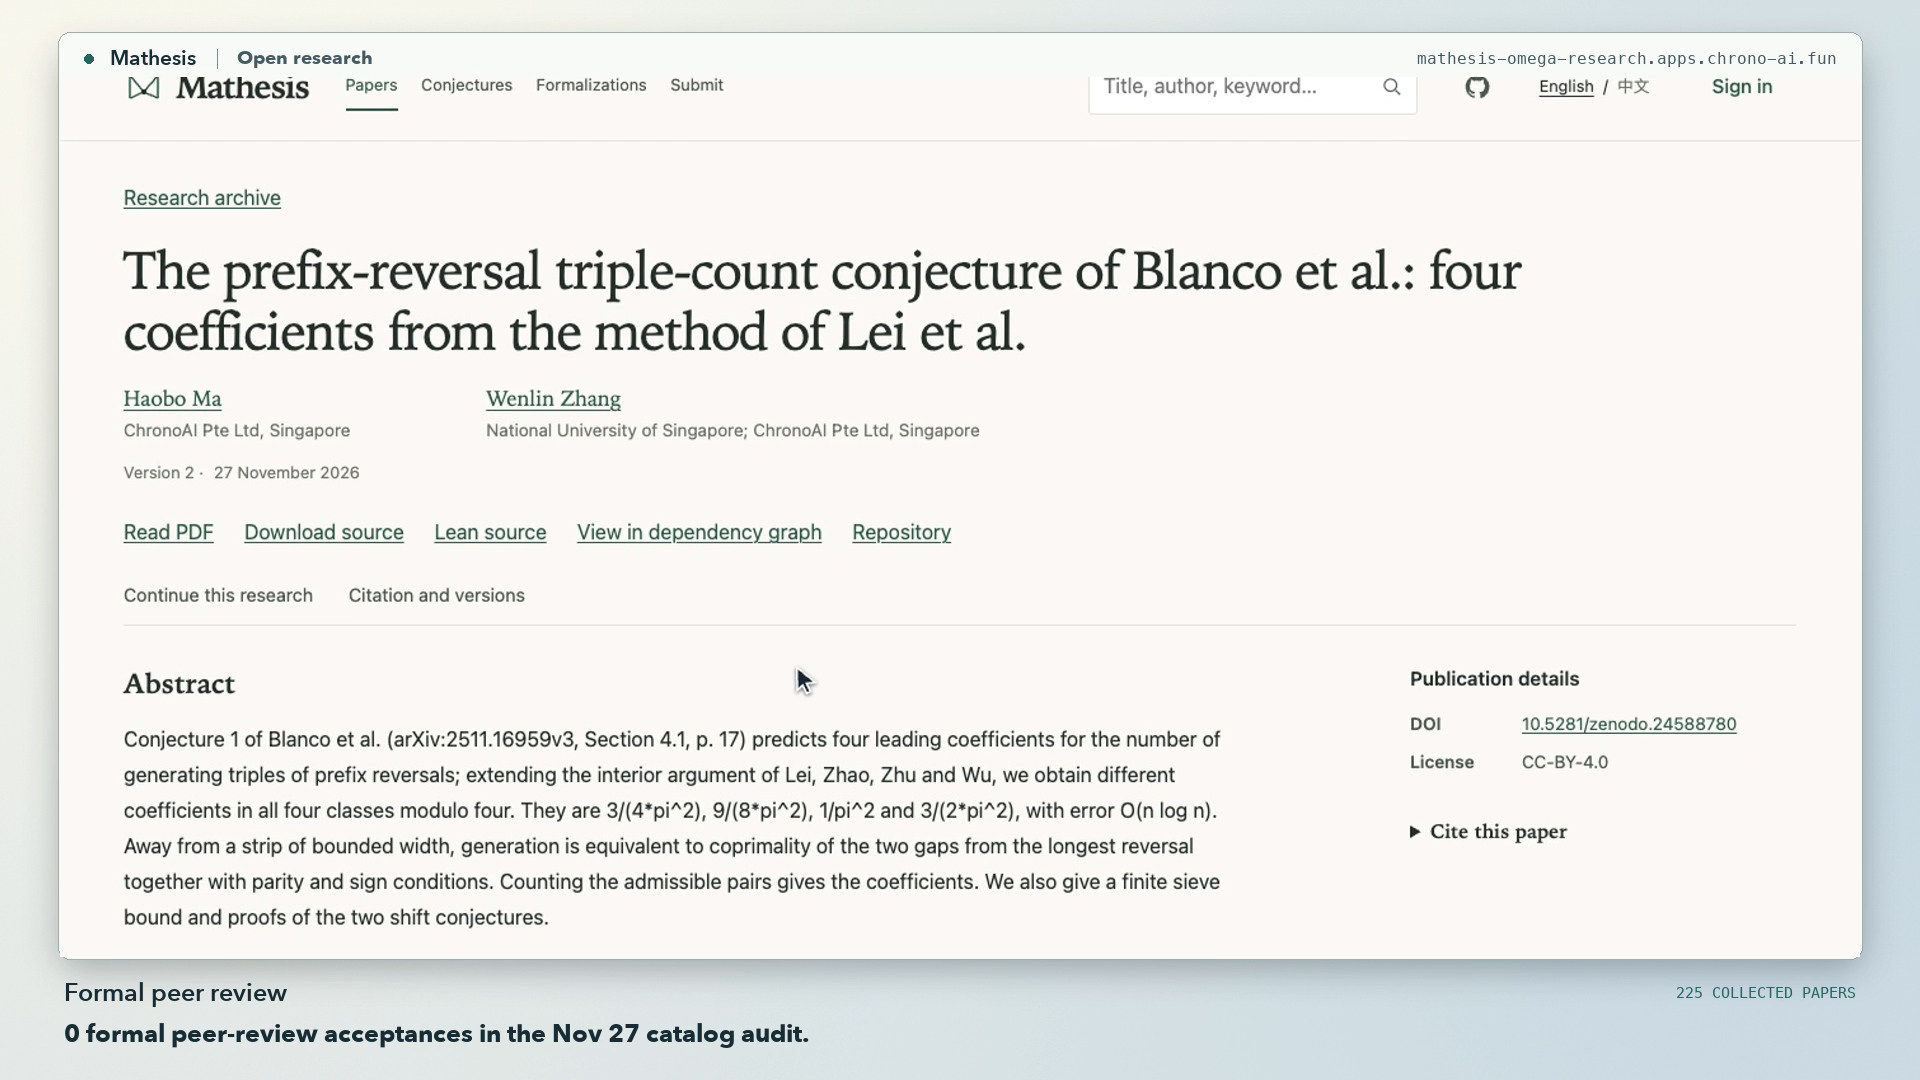 Mathesis | Open research
mathesis-omega-research.apps.chrono-ai.fun
Mathesis
Papers
Conjectures
Formalizations
Submit
Title, author, keyword...
English / 中文
Sign in
Research archive
The prefix-reversal triple-count conjecture of Blanco et al.: four
coefficients from the method of Lei et al.
Haobo Ma
ChronoAI Pte Ltd, Singapore
Wenlin Zhang
National University of Singapore; ChronoAI Pte Ltd, Singapore
Version 2 · 27 November 2026
Read PDF
Download source
Lean source
View in dependency graph
Repository
Continue this research
Citation and versions
Abstract
Conjecture 1 of Blanco et al. (arXiv:2511.16959v3, Section 4.1, p. 17) predicts four leading coefficients for the number of
generating triples of prefix reversals; extending the interior argument of Lei, Zhao, Zhu and Wu, we obtain different
coefficients in all four classes modulo four. They are 3/(4*pi^2), 9/(8*pi^2), 1/pi^2 and 3/(2*pi^2), with error O(n log n).
Away from a strip of bounded width, generation is equivalent to coprimality of the two gaps from the longest reversal
together with parity and sign conditions. Counting the admissible pairs gives the coefficients. We also give a finite sieve
bound and proofs of the two shift conjectures.
Publication details
DOI 10.5281/zenodo.24588780
License CC-BY-4.0
▶ Cite this paper
Formal peer review
0 formal peer-review acceptances in the Nov 27 catalog audit.
225 COLLECTED PAPERS